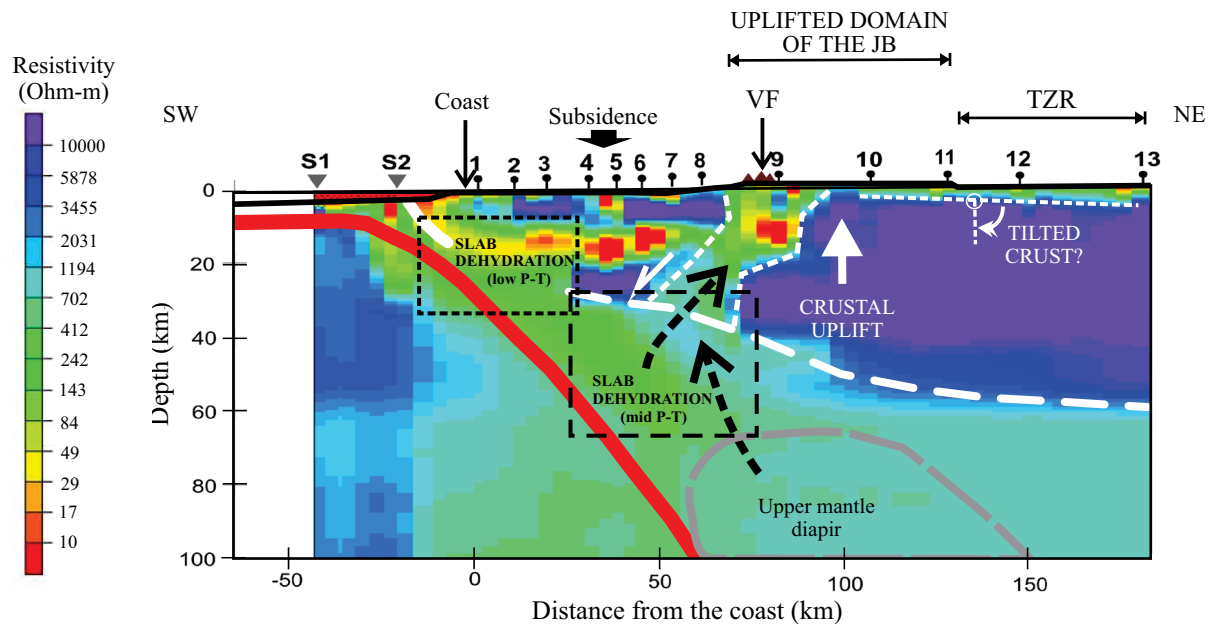 UPLIFTED DOMAIN
OF THE JB
Resistivity
(Ohm-m)
SW
Coast
Subsidence
VF
TZR
NE
S1
S2
1
2
3
4
5
6
7
8
9
10
11
12
13
10000
5878
3455
2031
1194
702
412
242
143
84
49
29
17
10
Depth (km)
0
20
40
60
80
100
SLAB
DEHYDRATION
(low P-T)
SLAB
DEHYDRATION
(mid P-T)
CRUSTAL
UPLIFT
TILTED
CRUST?
Upper mantle
diapir
-50
0
50
100
150
Distance from the coast (km)